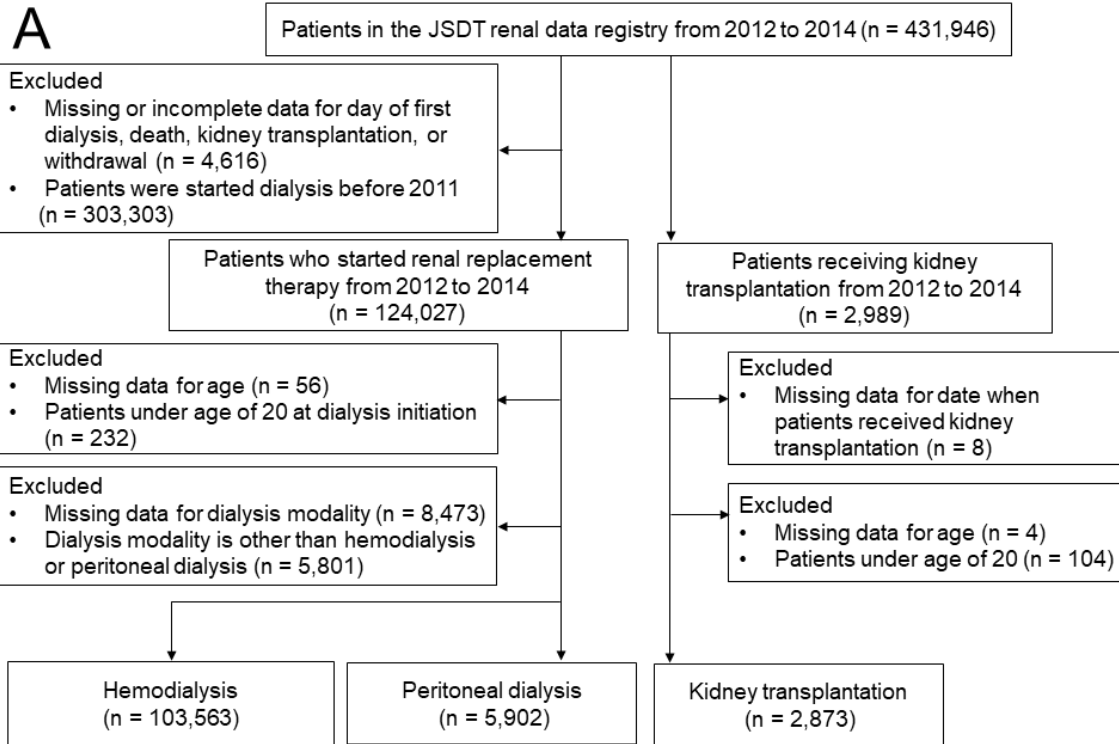 A
Patients in the JSDT renal data registry from 2012 to 2014 (n = 431,946)
Excluded
• Missing or incomplete data for day of first
dialysis, death, kidney transplantation, or
withdrawal (n = 4,616)
• Patients were started dialysis before 2011
(n = 303,303)
Patients who started renal replacement
therapy from 2012 to 2014
(n = 124,027)
Patients receiving kidney
transplantation from 2012 to 2014
(n = 2,989)
Excluded
• Missing data for age (n = 56)
• Patients under age of 20 at dialysis initiation
(n = 232)
Excluded
• Missing data for date when
patients received kidney
transplantation (n = 8)
Excluded
• Missing data for dialysis modality (n = 8,473)
• Dialysis modality is other than hemodialysis
or peritoneal dialysis (n = 5,801)
Excluded
• Missing data for age (n = 4)
• Patients under age of 20 (n = 104)
Hemodialysis
(n = 103,563)
Peritoneal dialysis
(n = 5,902)
Kidney transplantation
(n = 2,873)